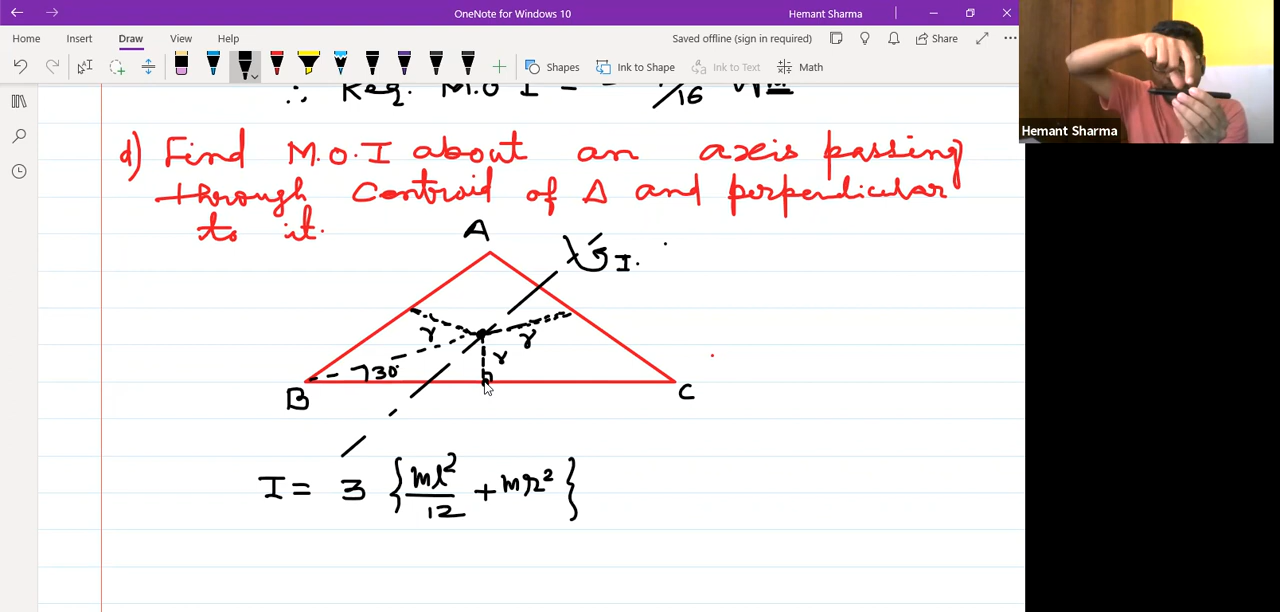 OneNote for Windows 10
Hemant Sharma
Home Insert Draw View Help
Saved offline (sign in required)
Share
Shapes Ink to Shape Ink to Text Math
Hemant Sharma
∴ Req. M.O I = /16
d) Find M.O.I about an axis passing
through Centroid of Δ and perpendicular
to it.
A
I.
r r
r
30°
B C
I = 3 { ml²/12 + mr² }